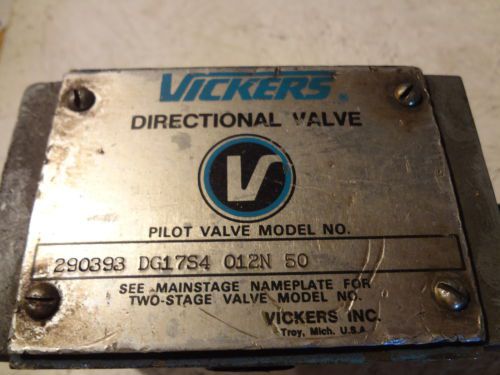 VICKERS®
DIRECTIONAL VALVE
V
PILOT VALVE MODEL NO.
290393 DG17S4 012N 50
SEE MAINSTAGE NAMEPLATE FOR
TWO-STAGE VALVE MODEL NO.
VICKERS INC.
Troy, Mich. U.S.A